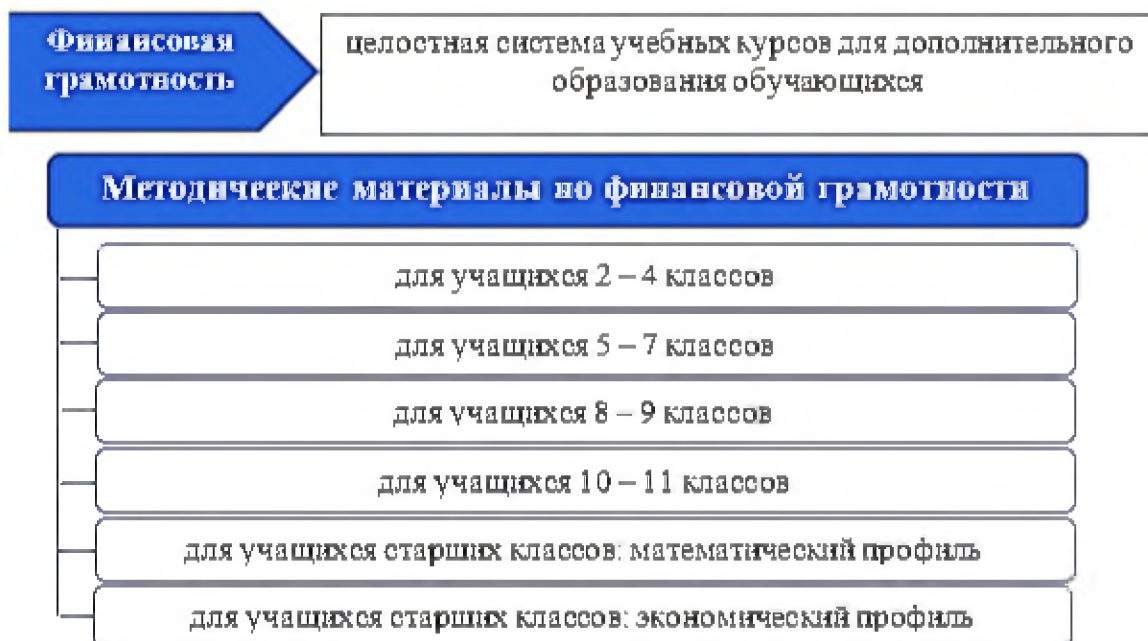 Финансовая
грамотность
целостная система учебных курсов для дополнительного
образования обучающихся
Методические материалы по финансовой грамотности
для учащихся 2 – 4 классов
для учащихся 5 – 7 классов
для учащихся 8 – 9 классов
для учащихся 10 – 11 классов
для учащихся старших классов: математический профиль
для учащихся старших классов: экономический профиль